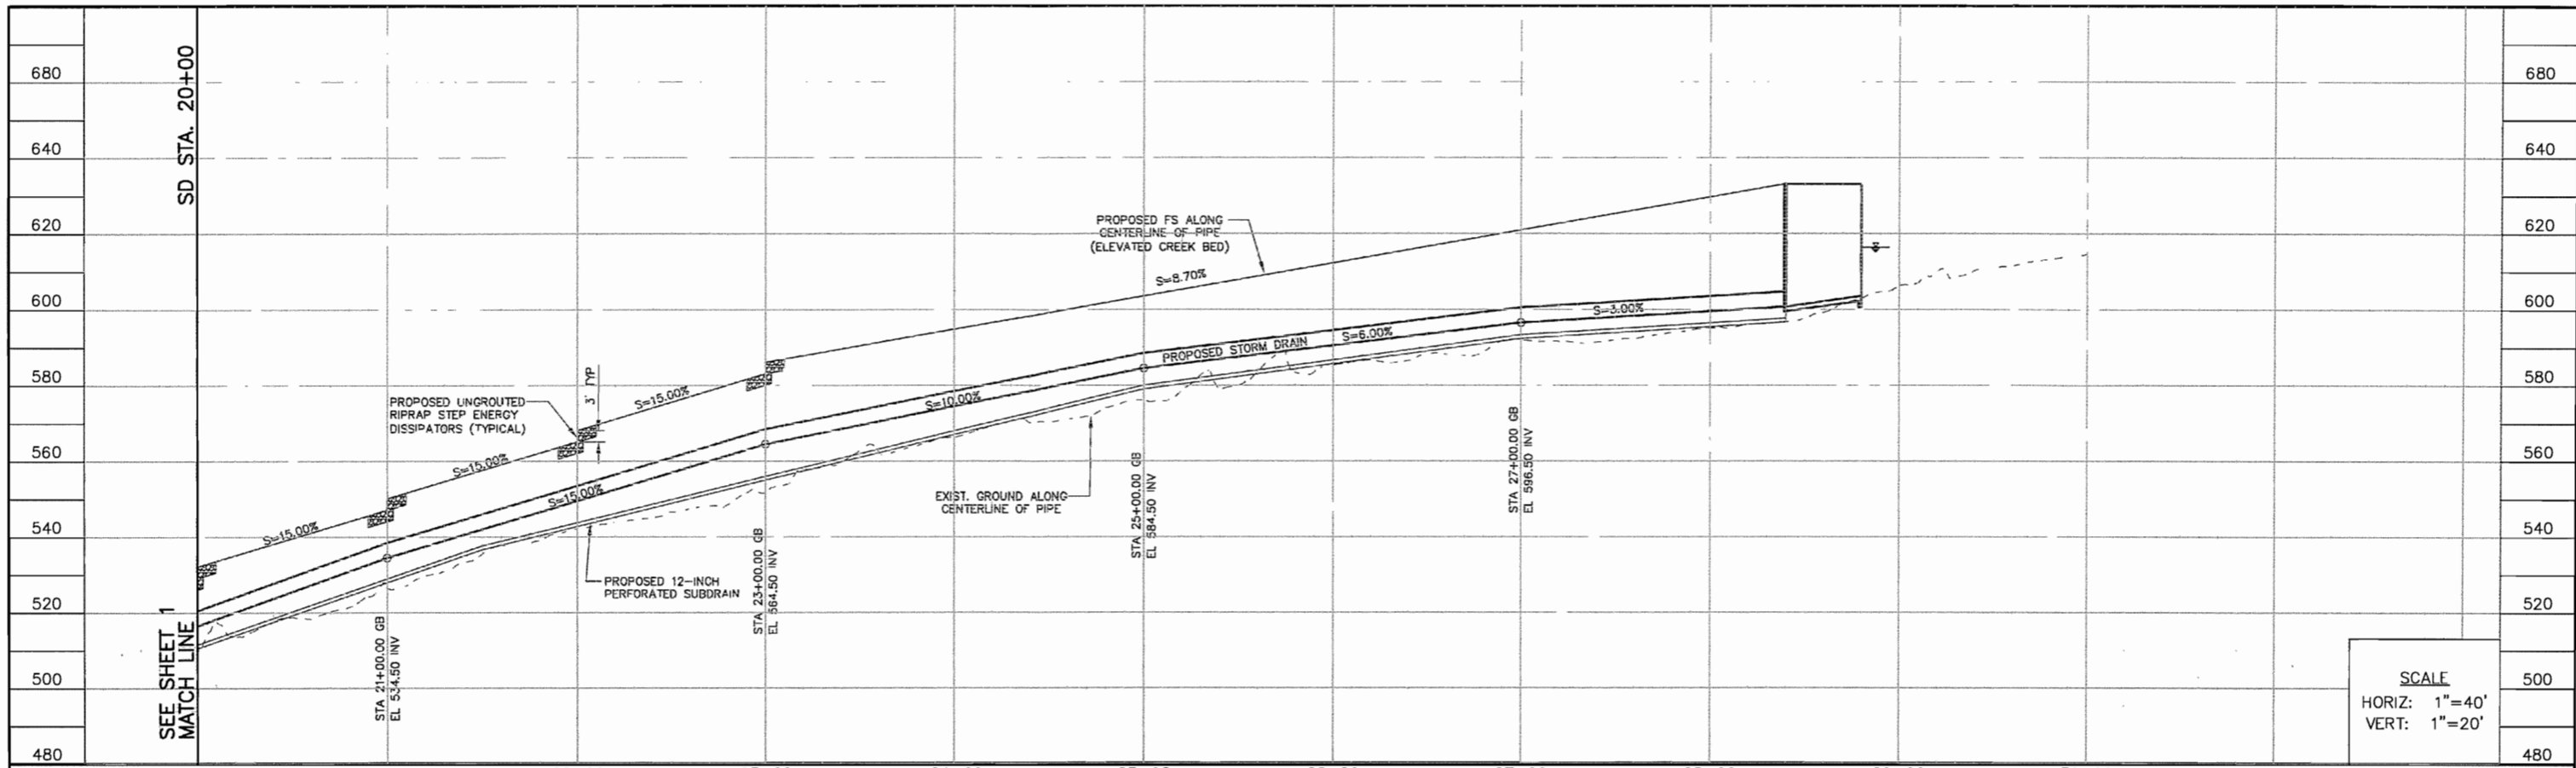 680
640
620
600
580
560
540
520
500
480
SD STA. 20+00
SEE SHEET 1
MATCH LINE
PROPOSED FS ALONG
CENTERLINE OF PIPE
(ELEVATED CREEK BED)
S=8.70%
S=3.00%
PROPOSED STORM DRAIN
S=6.00%
3' TYP
PROPOSED UNGROUTED
RIPRAP STEP ENERGY
DISSIPATORS (TYPICAL)
S=15.00%
S=10.00%
S=15.00%
S=15.00%
S=15.00%
EXIST. GROUND ALONG
CENTERLINE OF PIPE
PROPOSED 12-INCH
PERFORATED SUBDRAIN
STA 21+00.00 GB
EL 534.50 INV
STA 23+00.00 GB
EL 564.50 INV
STA 25+00.00 GB
EL 584.50 INV
STA 27+00.00 GB
EL 596.50 INV
680
640
620
600
580
560
540
520
500
480
SCALE
HORIZ: 1"=40'
VERT: 1"=20'